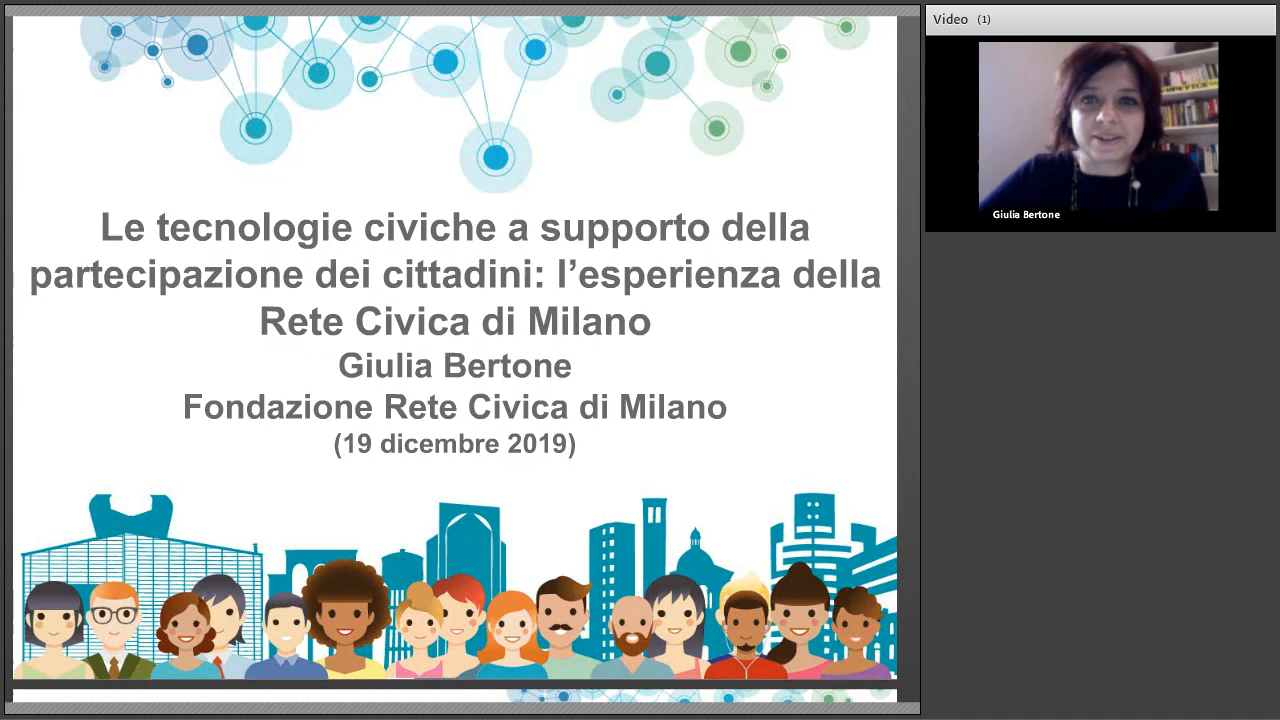 Le tecnologie civiche a supporto della
partecipazione dei cittadini: l’esperienza della
Rete Civica di Milano
Giulia Bertone
Fondazione Rete Civica di Milano
(19 dicembre 2019)
Video (1)
Giulia Bertone